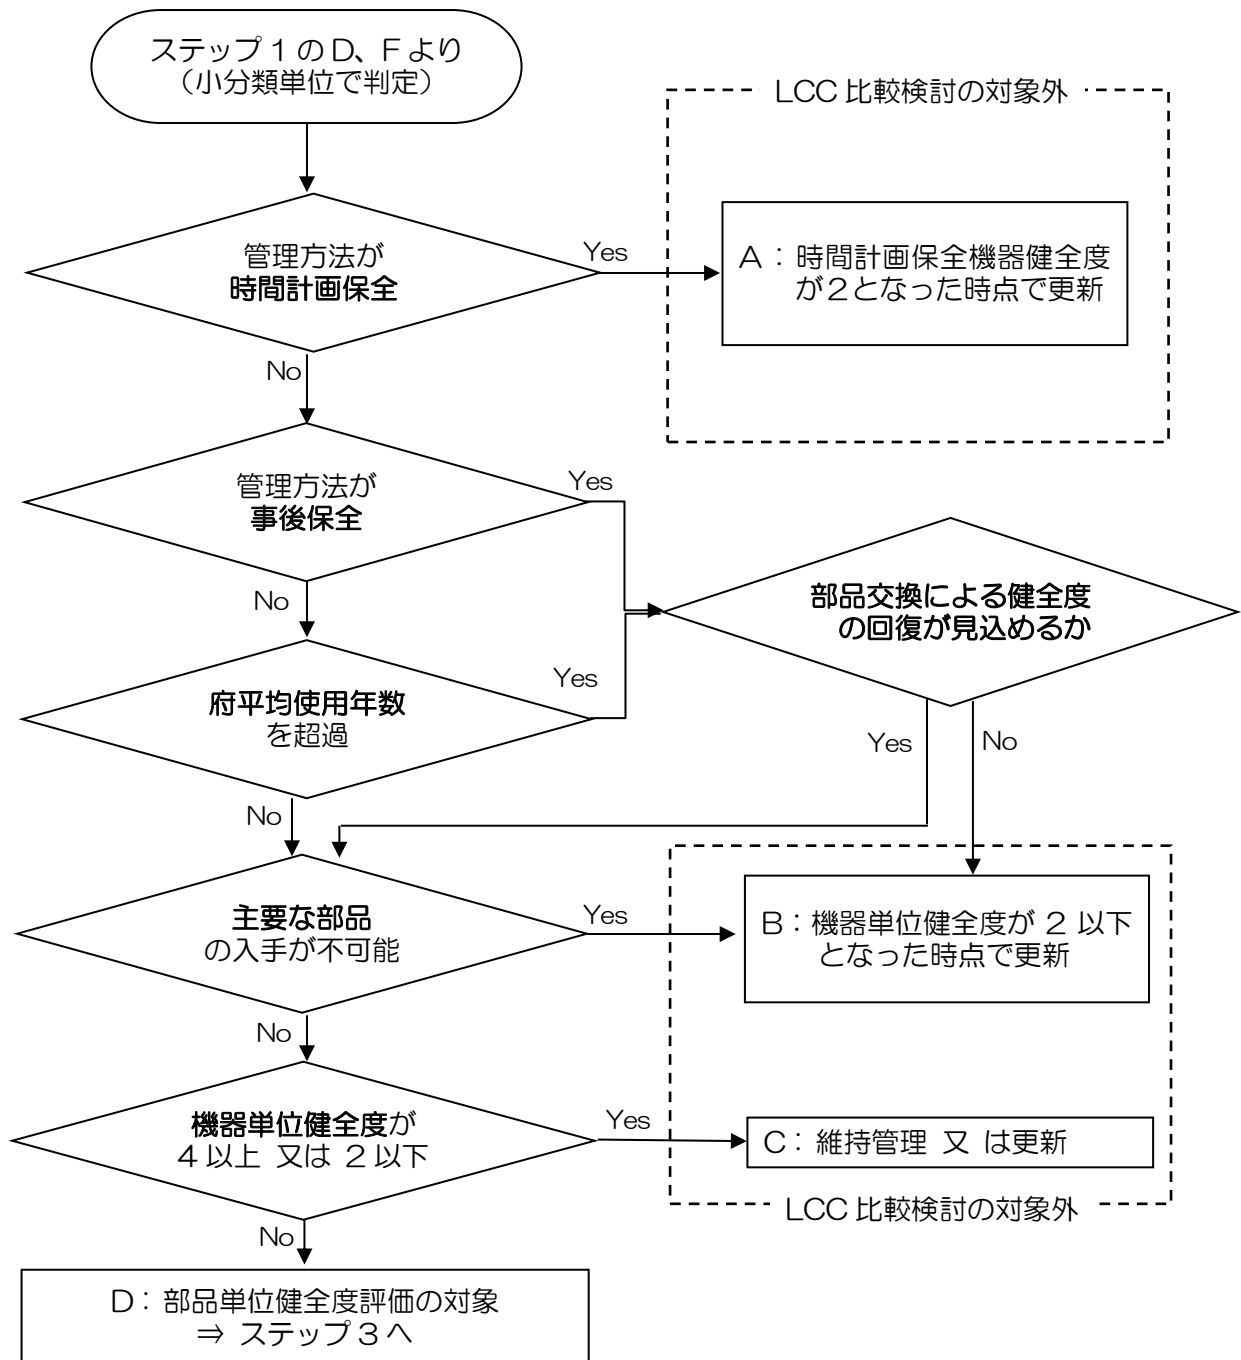 ステップ１のＤ、Ｆより
（小分類単位で判定）
LCC 比較検討の対象外
管理方法が
時間計画保全
Yes
A：時間計画保全機器健全度
が２となった時点で更新
No
管理方法が
事後保全
Yes
No
部品交換による健全度
の回復が見込めるか
府平均使用年数
を超過
Yes
Yes
No
No
主要な部品
の入手が不可能
Yes
B：機器単位健全度が ２ 以下
となった時点で更新
No
機器単位健全度が
４以上 又は ２以下
Yes
C：維持管理 又 は更新
LCC 比較検討の対象外
No
D：部品単位健全度評価の対象
⇒ ステップ３へ